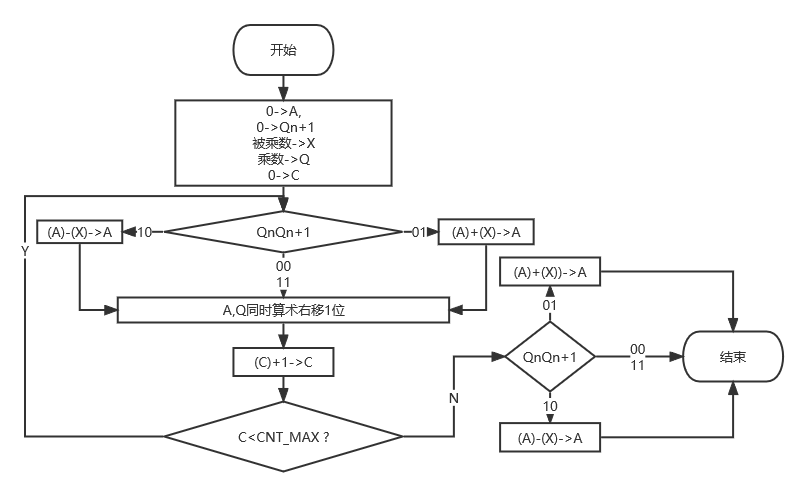 开始
0->A,
0->Qn+1
被乘数->X
乘数->Q
0->C
(A)-(X)->A
10
QnQn+1
01
(A)+(X)->A
Y
00
11
A,Q同时算术右移1位
(C)+1->C
C<CNT_MAX ?
N
(A)+(X))->A
01
QnQn+1
00
11
结束
10
(A)-(X)->A